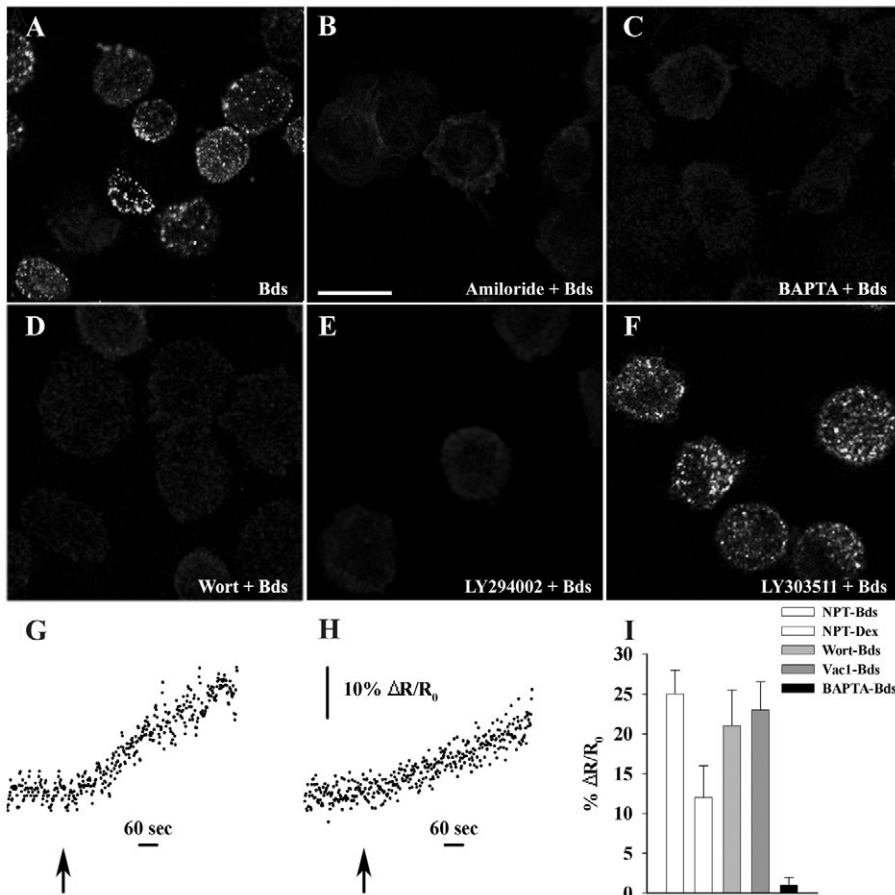 A
Bds
B
Amiloride + Bds
C
BAPTA + Bds
D
Wort + Bds
E
LY294002 + Bds
F
LY303511 + Bds
G
60 sec
H
10% ΔR/R0
60 sec
I
NPT-Bds
NPT-Dex
Wort-Bds
Vac1-Bds
BAPTA-Bds
% ΔR/R0
30
25
20
15
10
5
0